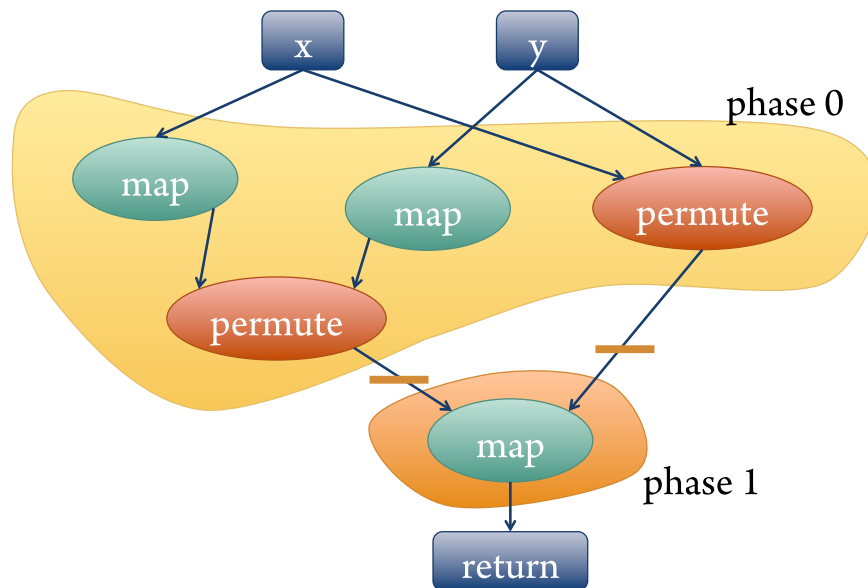 x
y
phase 0
map
map
permute
permute
map
phase 1
return